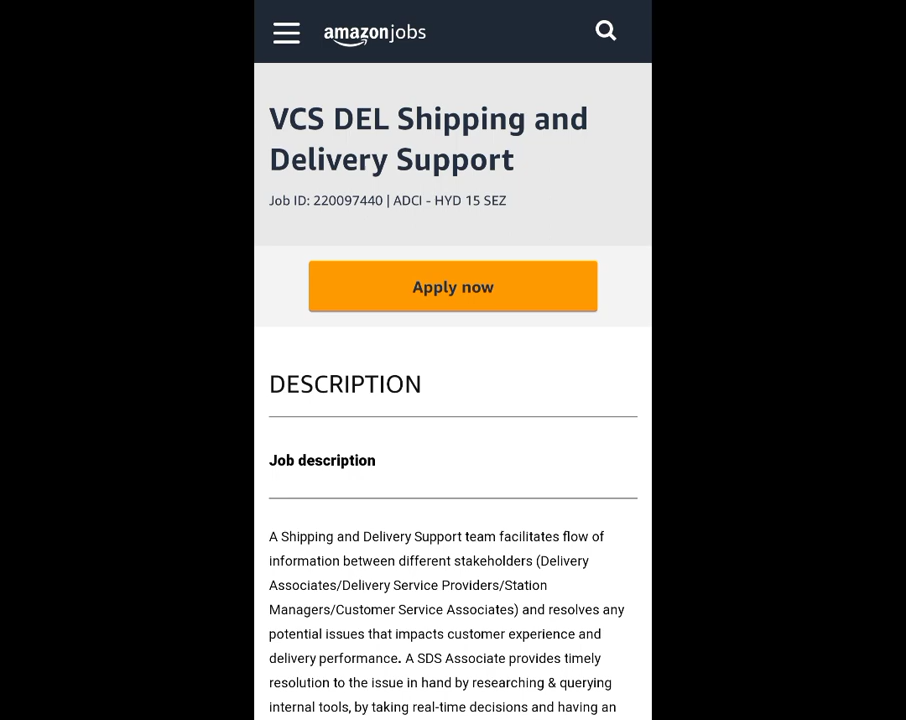 amazonjobs
VCS DEL Shipping and
Delivery Support
Job ID: 220097440 | ADCI - HYD 15 SEZ
Apply now
DESCRIPTION
Job description
A Shipping and Delivery Support team facilitates flow of
information between different stakeholders (Delivery
Associates/Delivery Service Providers/Station
Managers/Customer Service Associates) and resolves any
potential issues that impacts customer experience and
delivery performance. A SDS Associate provides timely
resolution to the issue in hand by researching & querying
internal tools, by taking real-time decisions and having an